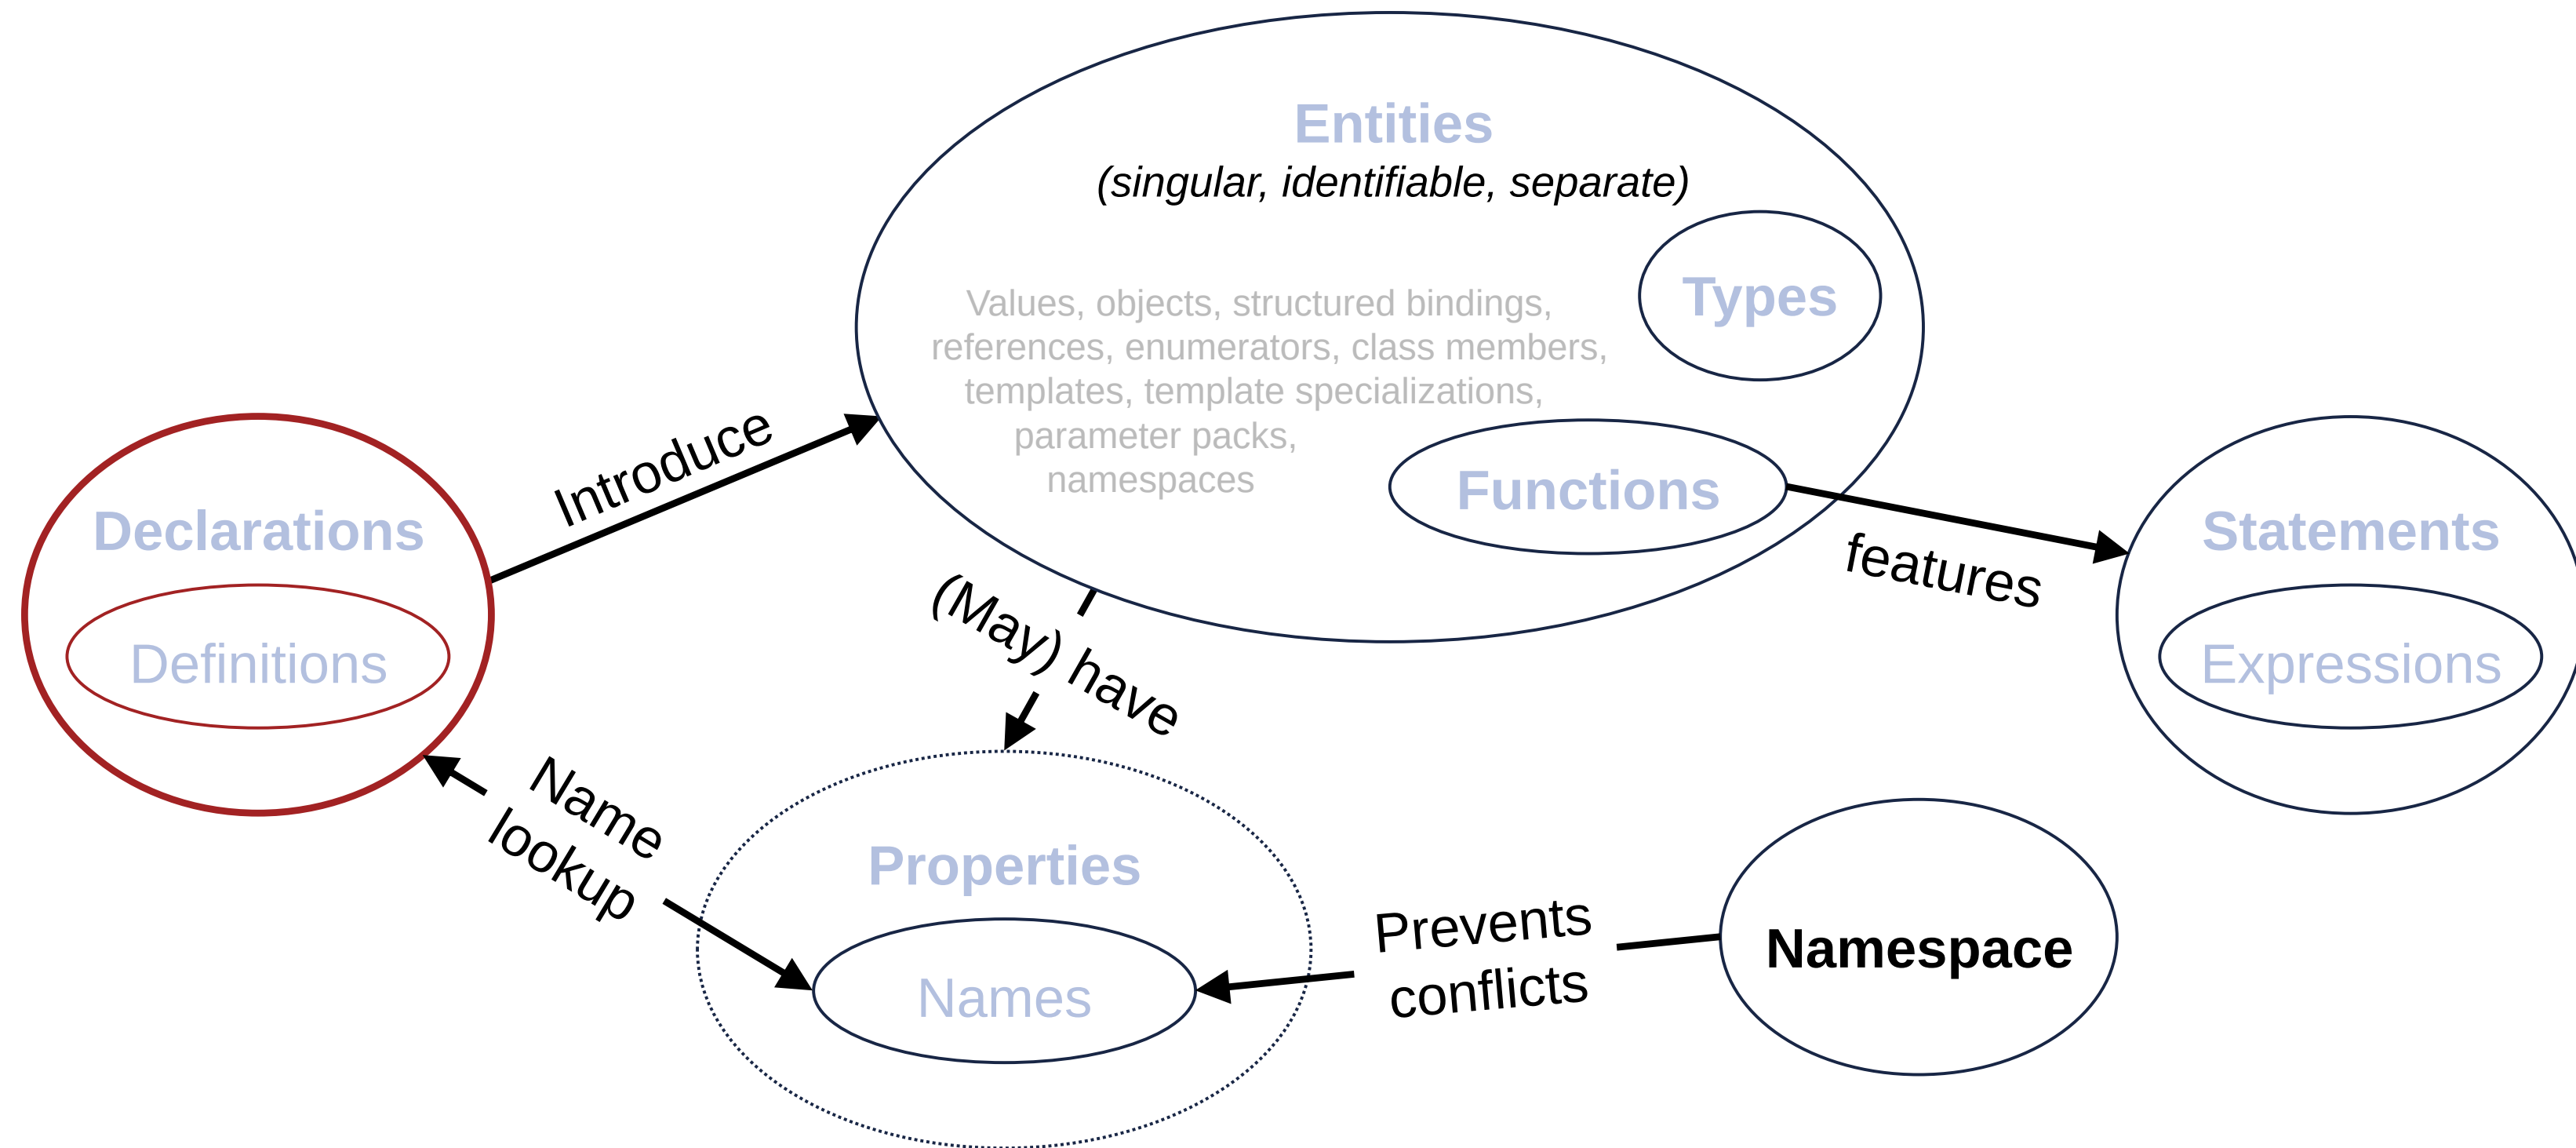 Entities
(singular, identifiable, separate)
Types
Values, objects, structured bindings,
references, enumerators, class members,
templates, template specializations,
parameter packs,
namespaces
Functions
Introduce
Declarations
Definitions
features
Statements
Expressions
(May) have
Name
lookup
Properties
Names
Prevents
conflicts
Namespace